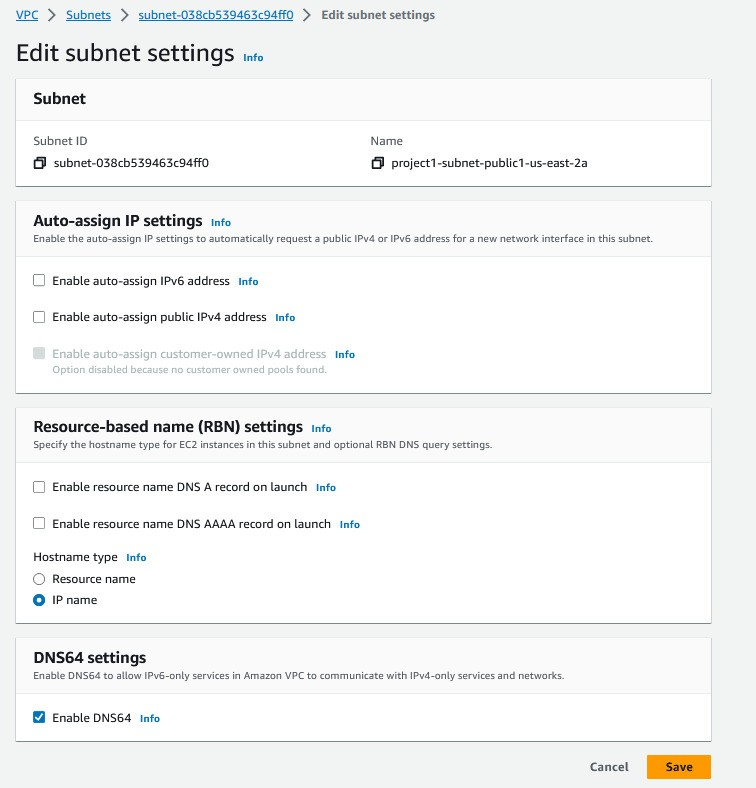 VPC > Subnets > subnet-038cb539463c94ff0 > Edit subnet settings
Edit subnet settings Info
Subnet
Subnet ID Name
subnet-038cb539463c94ff0 project1-subnet-public1-us-east-2a
Auto-assign IP settings Info
Enable the auto-assign IP settings to automatically request a public IPv4 or IPv6 address for a new network interface in this subnet.
Enable auto-assign IPv6 address Info
Enable auto-assign public IPv4 address Info
Enable auto-assign customer-owned IPv4 address Info
Option disabled because no customer owned pools found.
Resource-based name (RBN) settings Info
Specify the hostname type for EC2 instances in this subnet and optional RBN DNS query settings.
Enable resource name DNS A record on launch Info
Enable resource name DNS AAAA record on launch Info
Hostname type Info
Resource name
IP name
DNS64 settings
Enable DNS64 to allow IPv6-only services in Amazon VPC to communicate with IPv4-only services and networks.
Enable DNS64 Info
Cancel Save